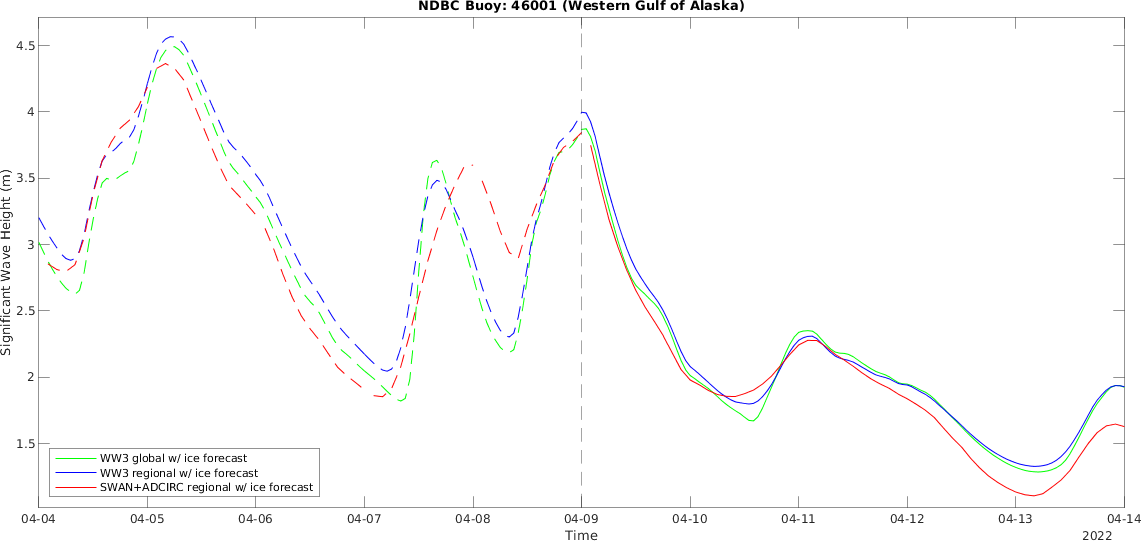 NDBC Buoy: 46001 (Western Gulf of Alaska)
Significant Wave Height (m)
4.5
4
3.5
3
2.5
2
1.5
WW3 global w/ ice forecast
WW3 regional w/ ice forecast
SWAN+ADCIRC regional w/ ice forecast
04-04 04-05 04-06 04-07 04-08 04-09 04-10 04-11 04-12 04-13 04-14
Time
2022